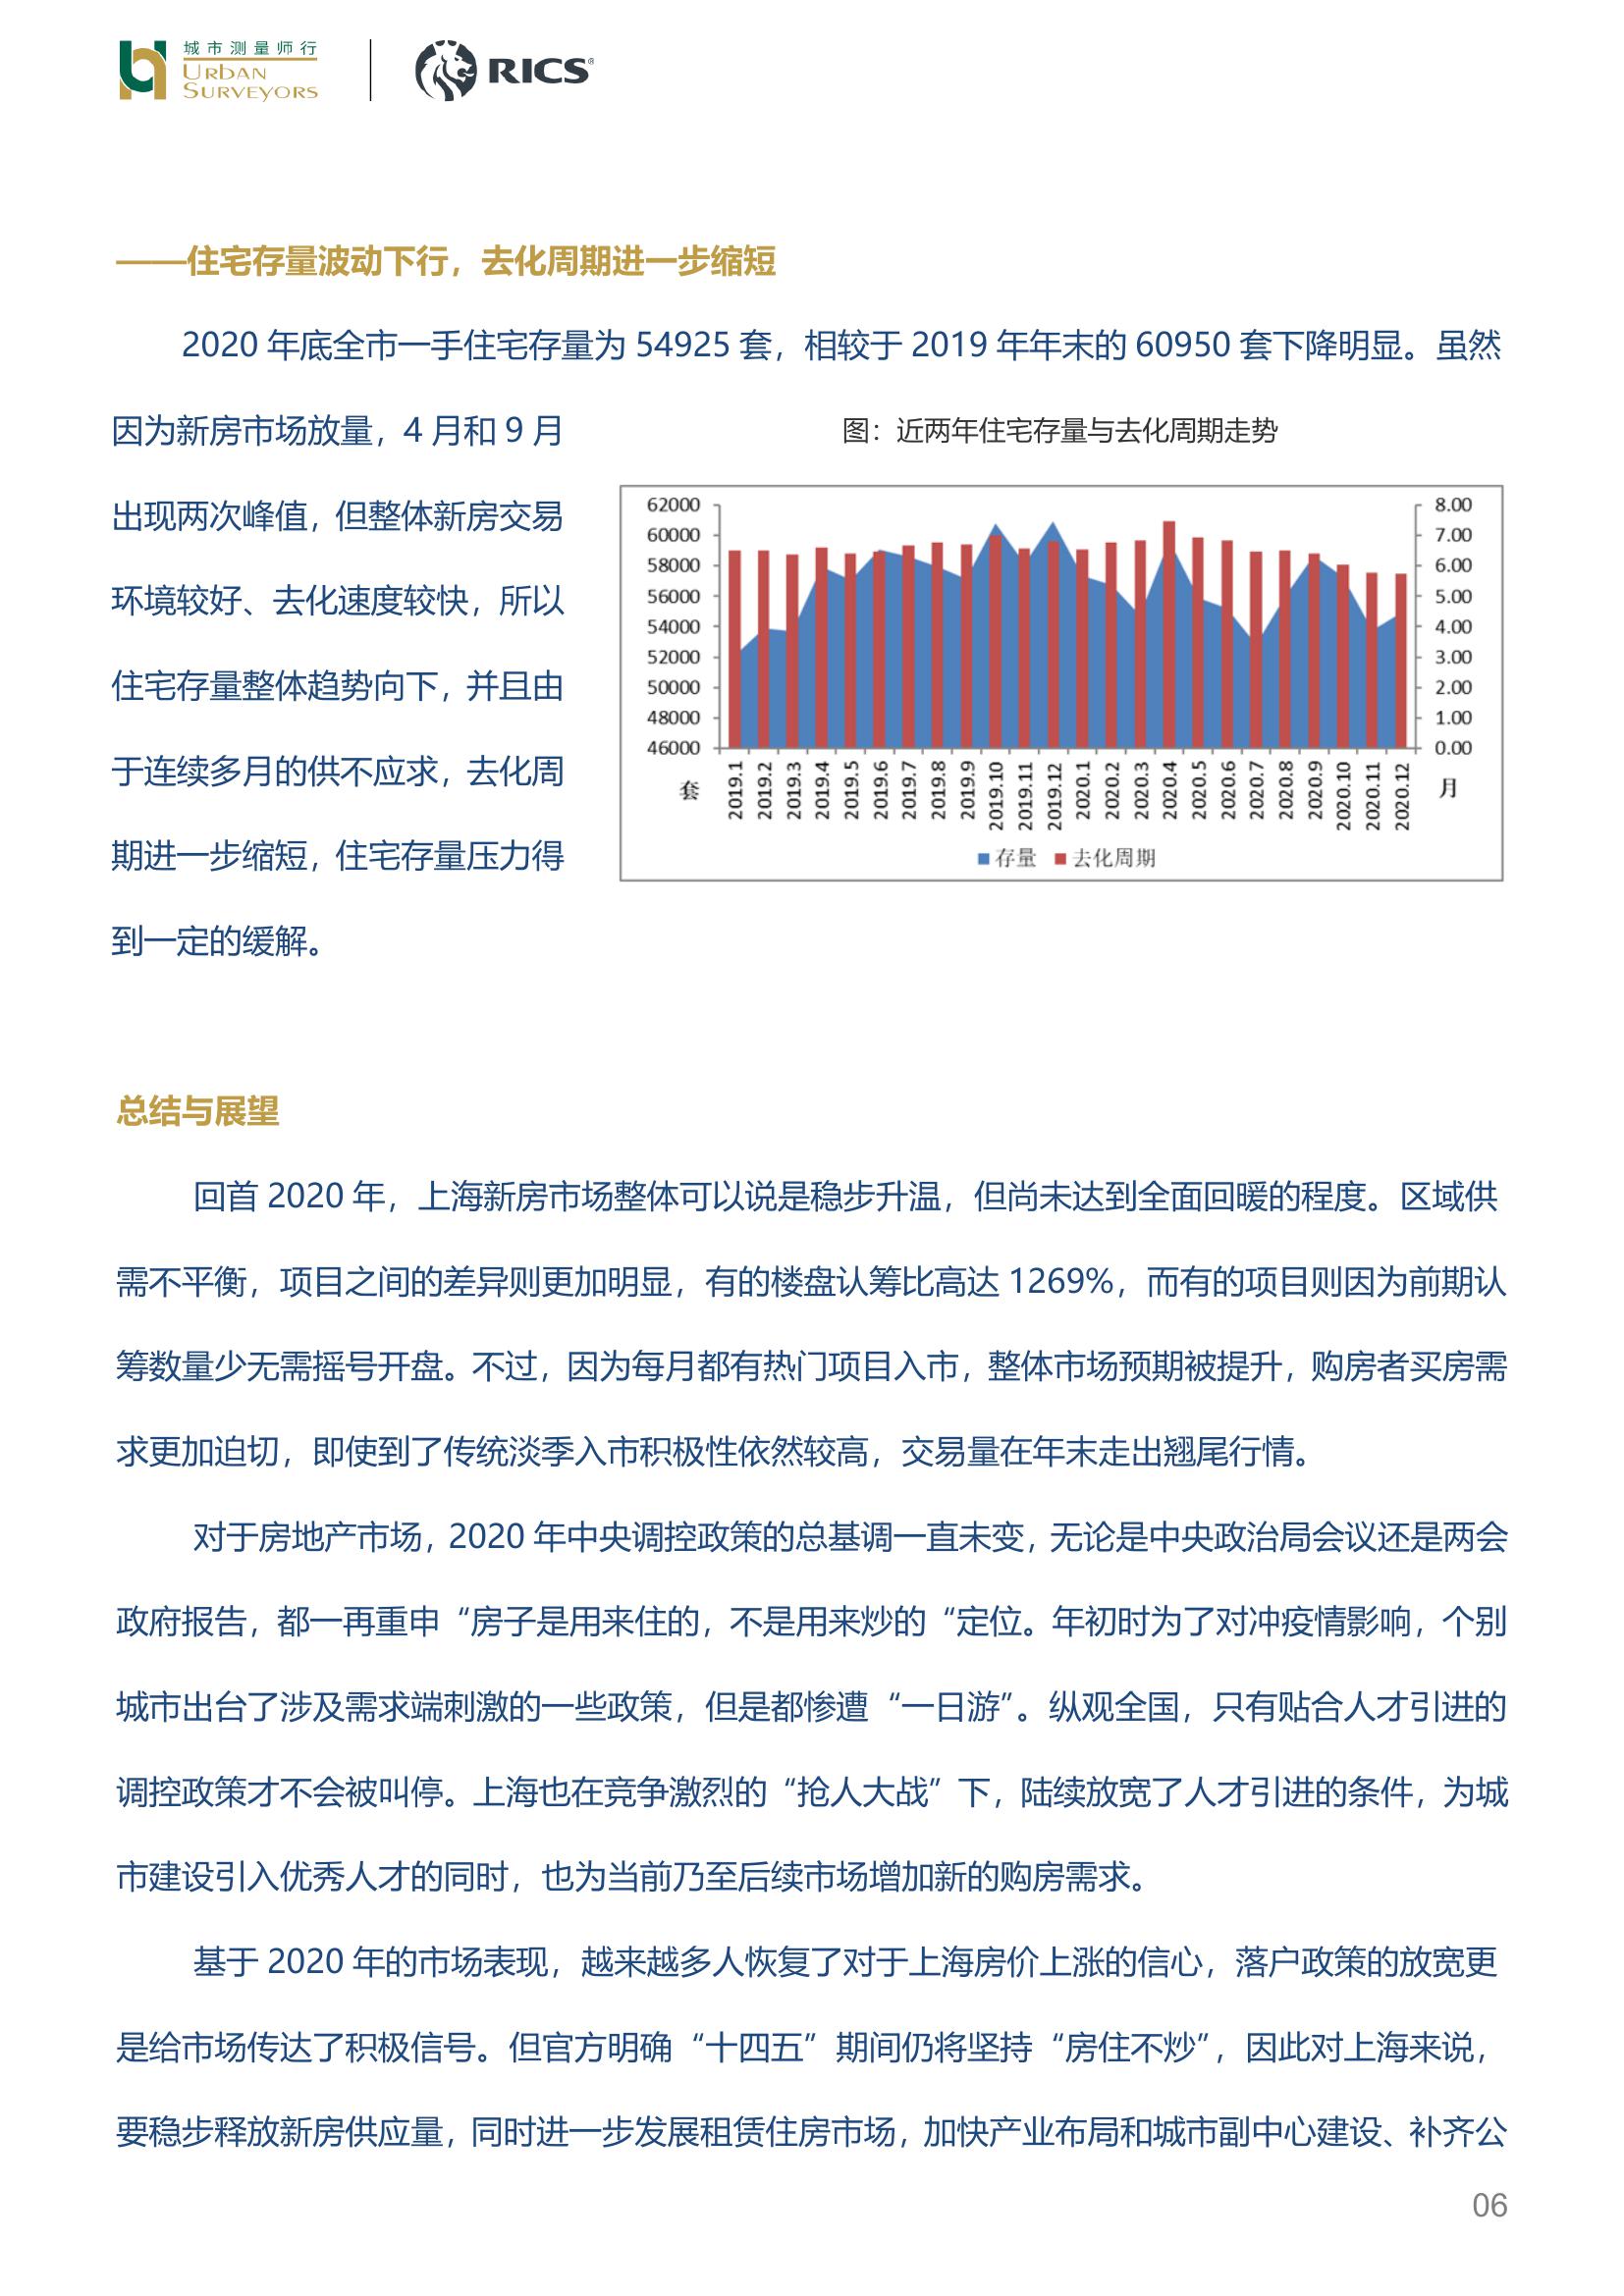 城市测量师行
URBAN
SURVEYORS
RICS®
——住宅存量波动下行，去化周期进一步缩短
2020 年底全市一手住宅存量为 54925 套，相较于 2019 年年末的 60950 套下降明显。虽然
因为新房市场放量，4 月和 9 月
出现两次峰值，但整体新房交易
环境较好、去化速度较快，所以
住宅存量整体趋势向下，并且由
于连续多月的供不应求，去化周
期进一步缩短，住宅存量压力得
到一定的缓解。
图：近两年住宅存量与去化周期走势
62000
60000
58000
56000
54000
52000
50000
48000
46000
套
8.00
7.00
6.00
5.00
4.00
3.00
2.00
1.00
0.00
月
2019.1
2019.2
2019.3
2019.4
2019.5
2019.6
2019.7
2019.8
2019.9
2019.10
2019.11
2019.12
2020.1
2020.2
2020.3
2020.4
2020.5
2020.6
2020.7
2020.8
2020.9
2020.10
2020.11
2020.12
存量 去化周期
总结与展望
回首 2020 年，上海新房市场整体可以说是稳步升温，但尚未达到全面回暖的程度。区域供
需不平衡，项目之间的差异则更加明显，有的楼盘认筹比高达 1269%，而有的项目则因为前期认
筹数量少无需摇号开盘。不过，因为每月都有热门项目入市，整体市场预期被提升，购房者买房需
求更加迫切，即使到了传统淡季入市积极性依然较高，交易量在年末走出翘尾行情。
对于房地产市场，2020 年中央调控政策的总基调一直未变，无论是中央政治局会议还是两会
政府报告，都一再重申“房子是用来住的，不是用来炒的“定位。年初时为了对冲疫情影响，个别
城市出台了涉及需求端刺激的一些政策，但是都惨遭“一日游”。纵观全国，只有贴合人才引进的
调控政策才不会被叫停。上海也在竞争激烈的“抢人大战”下，陆续放宽了人才引进的条件，为城
市建设引入优秀人才的同时，也为当前乃至后续市场增加新的购房需求。
基于 2020 年的市场表现，越来越多人恢复了对于上海房价上涨的信心，落户政策的放宽更
是给市场传达了积极信号。但官方明确“十四五”期间仍将坚持“房住不炒”，因此对上海来说，
要稳步释放新房供应量，同时进一步发展租赁住房市场，加快产业布局和城市副中心建设、补齐公
06